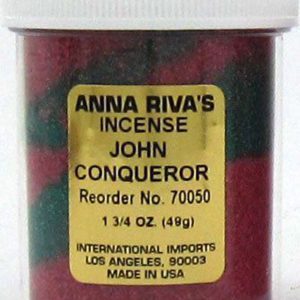 ANNA RIVA'S
INCENSE
JOHN
CONQUEROR
Reorder No. 70050
1 3/4 OZ. (49g)
INTERNATIONAL IMPORTS
LOS ANGELES, 90003
MADE IN USA